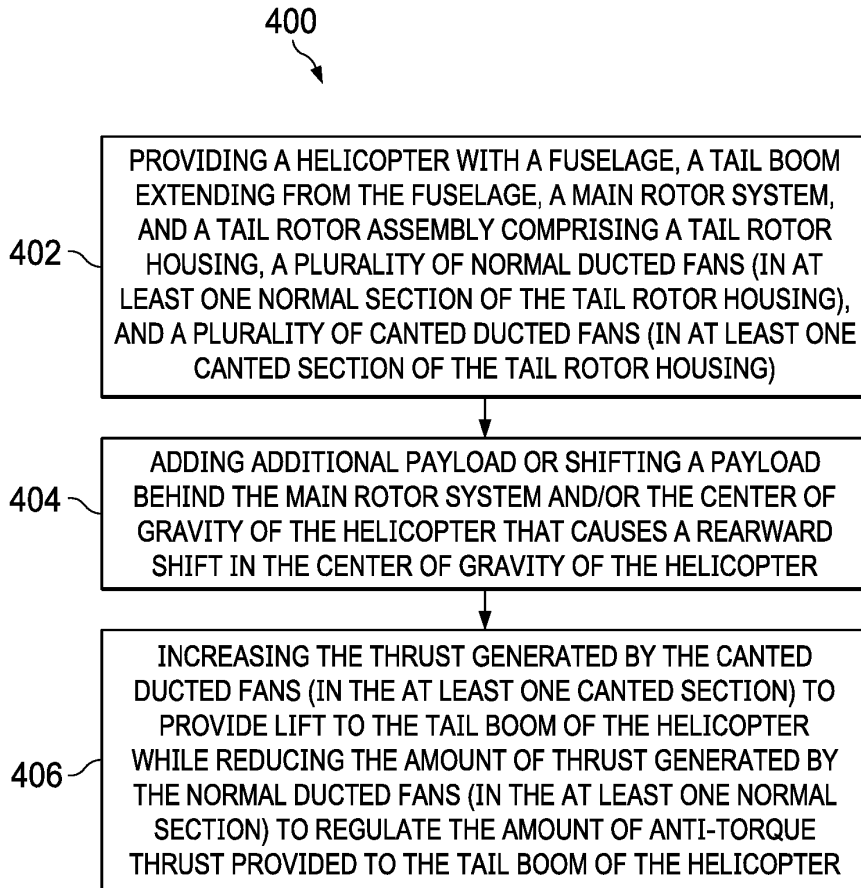 400
402
PROVIDING A HELICOPTER WITH A FUSELAGE, A TAIL BOOM
EXTENDING FROM THE FUSELAGE, A MAIN ROTOR SYSTEM,
AND A TAIL ROTOR ASSEMBLY COMPRISING A TAIL ROTOR
HOUSING, A PLURALITY OF NORMAL DUCTED FANS (IN AT
LEAST ONE NORMAL SECTION OF THE TAIL ROTOR HOUSING),
AND A PLURALITY OF CANTED DUCTED FANS (IN AT LEAST ONE
CANTED SECTION OF THE TAIL ROTOR HOUSING)
404
ADDING ADDITIONAL PAYLOAD OR SHIFTING A PAYLOAD
BEHIND THE MAIN ROTOR SYSTEM AND/OR THE CENTER OF
GRAVITY OF THE HELICOPTER THAT CAUSES A REARWARD
SHIFT IN THE CENTER OF GRAVITY OF THE HELICOPTER
406
INCREASING THE THRUST GENERATED BY THE CANTED
DUCTED FANS (IN THE AT LEAST ONE CANTED SECTION) TO
PROVIDE LIFT TO THE TAIL BOOM OF THE HELICOPTER
WHILE REDUCING THE AMOUNT OF THRUST GENERATED BY
THE NORMAL DUCTED FANS (IN THE AT LEAST ONE NORMAL
SECTION) TO REGULATE THE AMOUNT OF ANTI-TORQUE
THRUST PROVIDED TO THE TAIL BOOM OF THE HELICOPTER